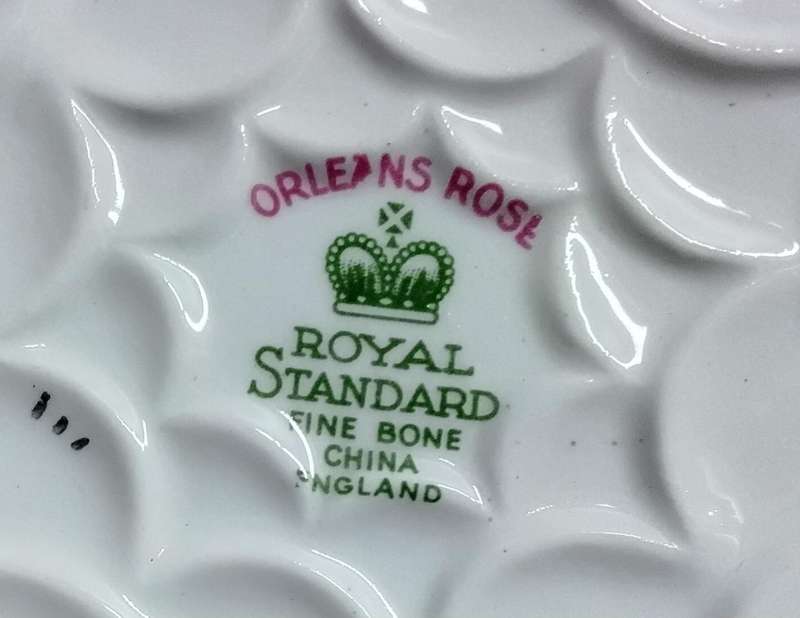 ORLEANS ROSE
ROYAL
STANDARD
FINE BONE
CHINA
ENGLAND